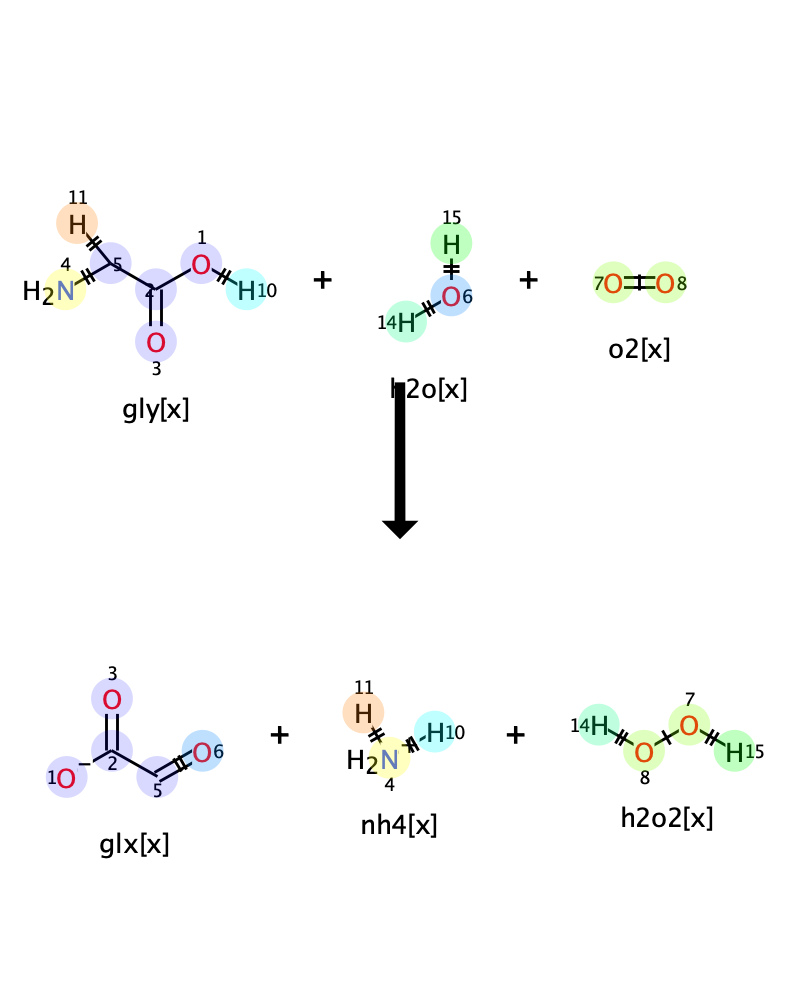 11
H
4 5 1
H2N O
2 H10
O
3
gly[x]
+
15
H
O6
14H
h2o[x]
+
7O O8
o2[x]
3
O
1O− 2 5 O6
glx[x]
+
11
H H10
H2N
4
nh4[x]
+
14H O 7
O H15
8
h2o2[x]